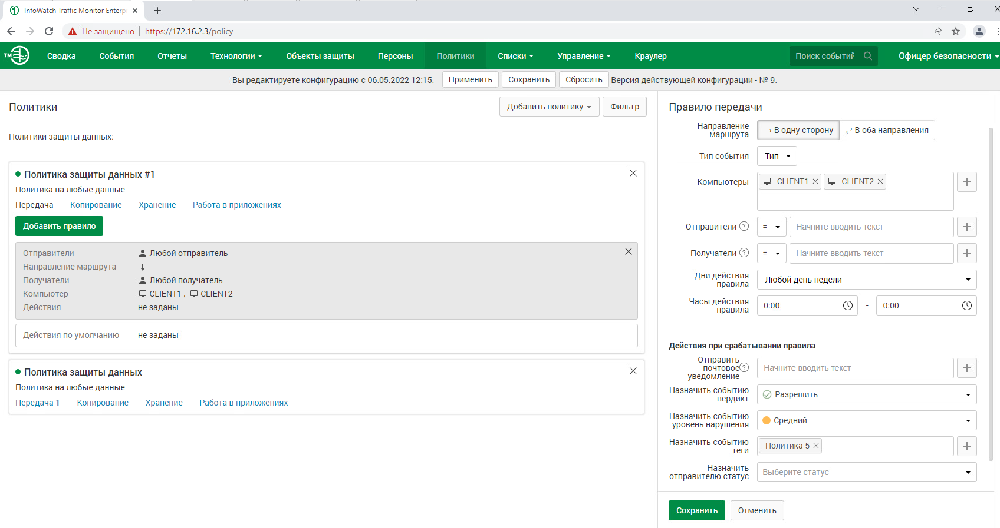 InfoWatch Traffic Monitor Enterp
Не защищено
https://172.16.2.3/policy
TM
Сводка
События
Отчеты
Технологии
Объекты защиты
Персоны
Политики
Списки
Управление
Краулер
Поиск событий
Офицер безопасности
Вы редактируете конфигурацию с 06.05.2022 12:15.
Применить
Сохранить
Сбросить
Версия действующей конфигурации - № 9.
Политики
Добавить политику
Фильтр
Политики защиты данных:
Политика защиты данных #1
Политика на любые данные
Передача
Копирование
Хранение
Работа в приложениях
Добавить правило
Отправители
Любой отправитель
Направление маршрута
Получатели
Любой получатель
Компьютер
CLIENT1 , CLIENT2
Действия
не заданы
Действия по умолчанию
не заданы
Политика защиты данных
Политика на любые данные
Передача 1
Копирование
Хранение
Работа в приложениях
Правило передачи
Направление
маршрута
→ В одну сторону
⇄ В оба направления
Тип события
Тип
Компьютеры
CLIENT1
CLIENT2
Отправители ?
=
Начните вводить текст
Получатели ?
=
Начните вводить текст
Дни действия
правила
Любой день недели
Часы действия
правила
0:00
-
0:00
Действия при срабатывании правила
Отправить
почтовое ?
уведомление
Начните вводить текст
Назначить событию
вердикт
Разрешить
Назначить событию
уровень нарушения
Средний
Назначить событию
теги
Политика 5
Назначить
отправителю статус
Выберите статус
Сохранить
Отменить